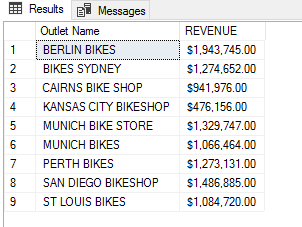 Results Messages
Outlet Name REVENUE
1 BERLIN BIKES $1,943,745.00
2 BIKES SYDNEY $1,274,652.00
3 CAIRNS BIKE SHOP $941,976.00
4 KANSAS CITY BIKESHOP $476,156.00
5 MUNICH BIKE STORE $1,329,747.00
6 MUNICH BIKES $1,066,464.00
7 PERTH BIKES $1,273,131.00
8 SAN DIEGO BIKESHOP $1,486,885.00
9 ST LOUIS BIKES $1,084,720.00